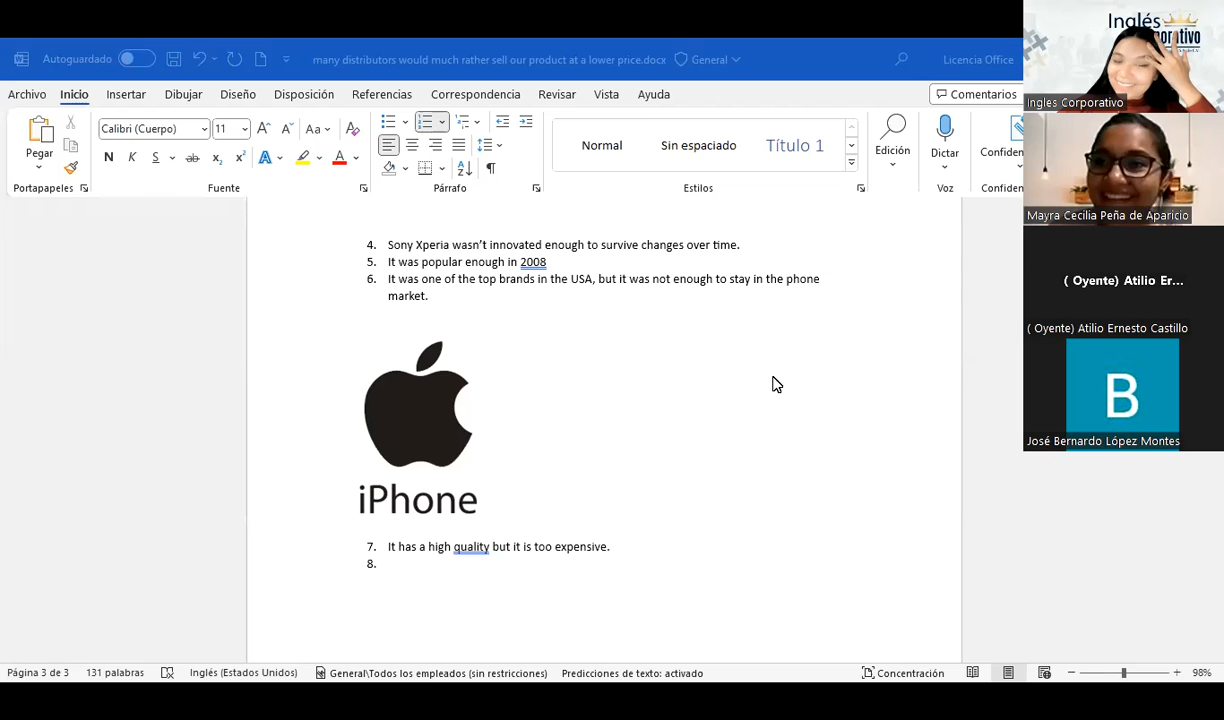 Autoguardado
many distributors would much rather sell our product at a lower price.docx
General
Licencia Office
Archivo
Inicio
Insertar
Dibujar
Diseño
Disposición
Referencias
Correspondencia
Revisar
Vista
Ayuda
Comentarios
Pegar
Portapapeles
Calibri (Cuerpo)
11
Aa
N
K
S
ab
x2
x2
A
A
Fuente
Párrafo
Normal
Sin espaciado
Título 1
Estilos
Edición
Dictar
Voz
Confiden
Confiden
4. Sony Xperia wasn't innovated enough to survive changes over time.
5. It was popular enough in 2008
6. It was one of the top brands in the USA, but it was not enough to stay in the phone
market.
iPhone
7. It has a high quality but it is too expensive.
8.
Inglés
Ingles Corporativo
Mayra Cecilia Peña de Aparicio
( Oyente) Atilio Er...
( Oyente) Atilio Ernesto Castillo
B
José Bernardo López Montes
Página 3 de 3
131 palabras
Inglés (Estados Unidos)
General\Todos los empleados (sin restricciones)
Predicciones de texto: activado
Concentración
98%